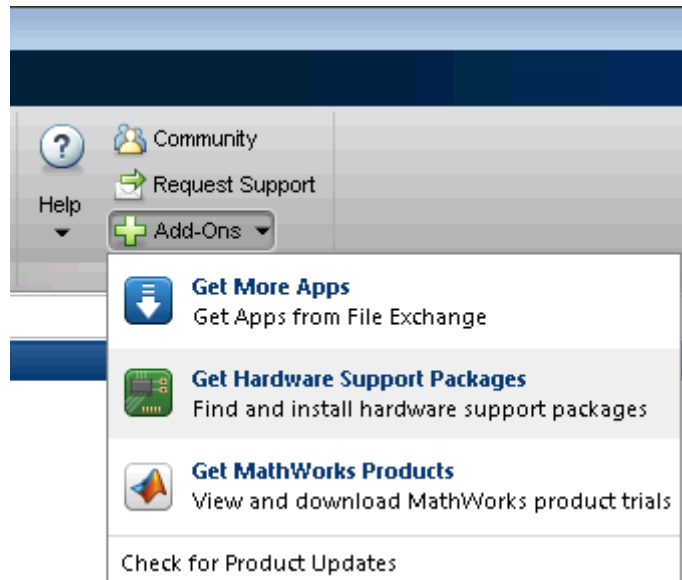 ?
Community
Request Support
Help
Add-Ons
Get More Apps
Get Apps from File Exchange
Get Hardware Support Packages
Find and install hardware support packages
Get MathWorks Products
View and download MathWorks product trials
Check for Product Updates